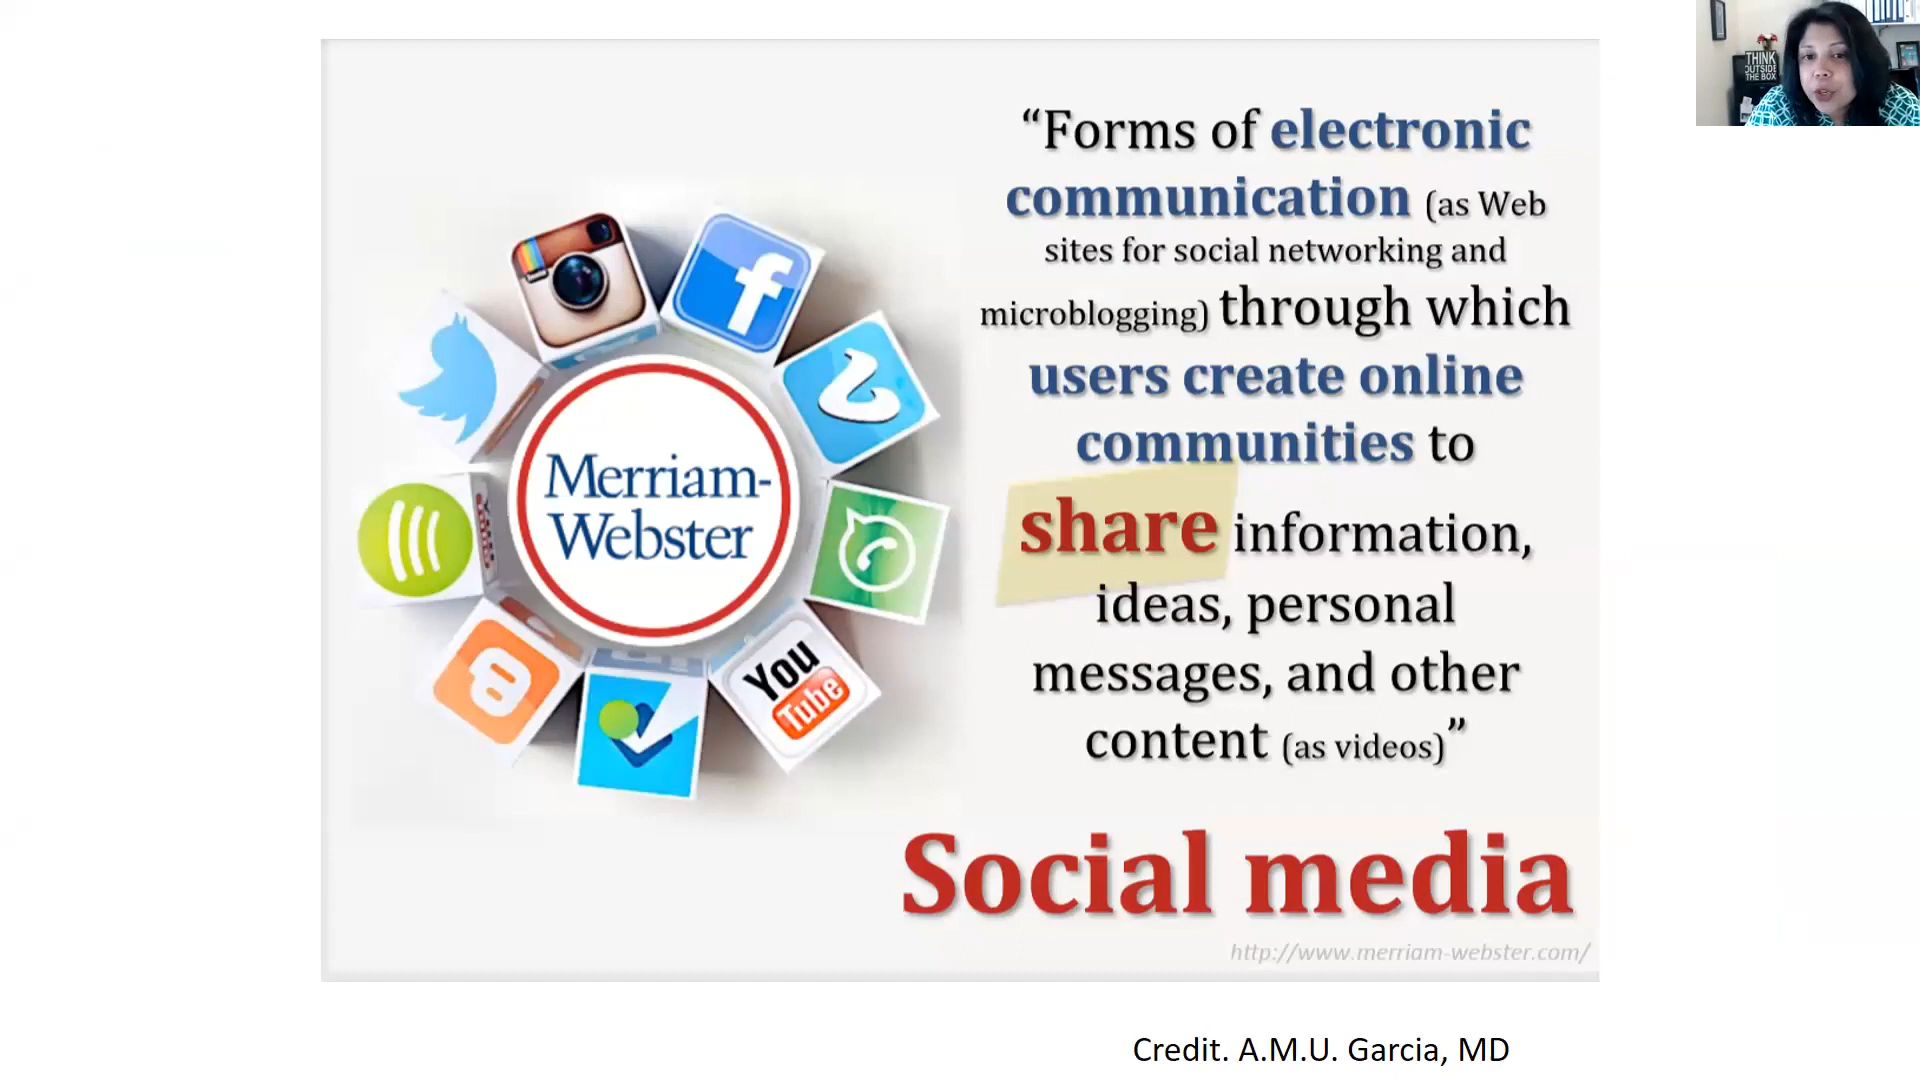 THINK
OUTSIDE
THE BOX
“Forms of electronic
communication (as Web
sites for social networking and
microblogging) through which
users create online
communities to
share information,
ideas, personal
messages, and other
content (as videos)”
Merriam-
Webster
You
Tube
Social media
http://www.merriam-webster.com/
Credit. A.M.U. Garcia, MD